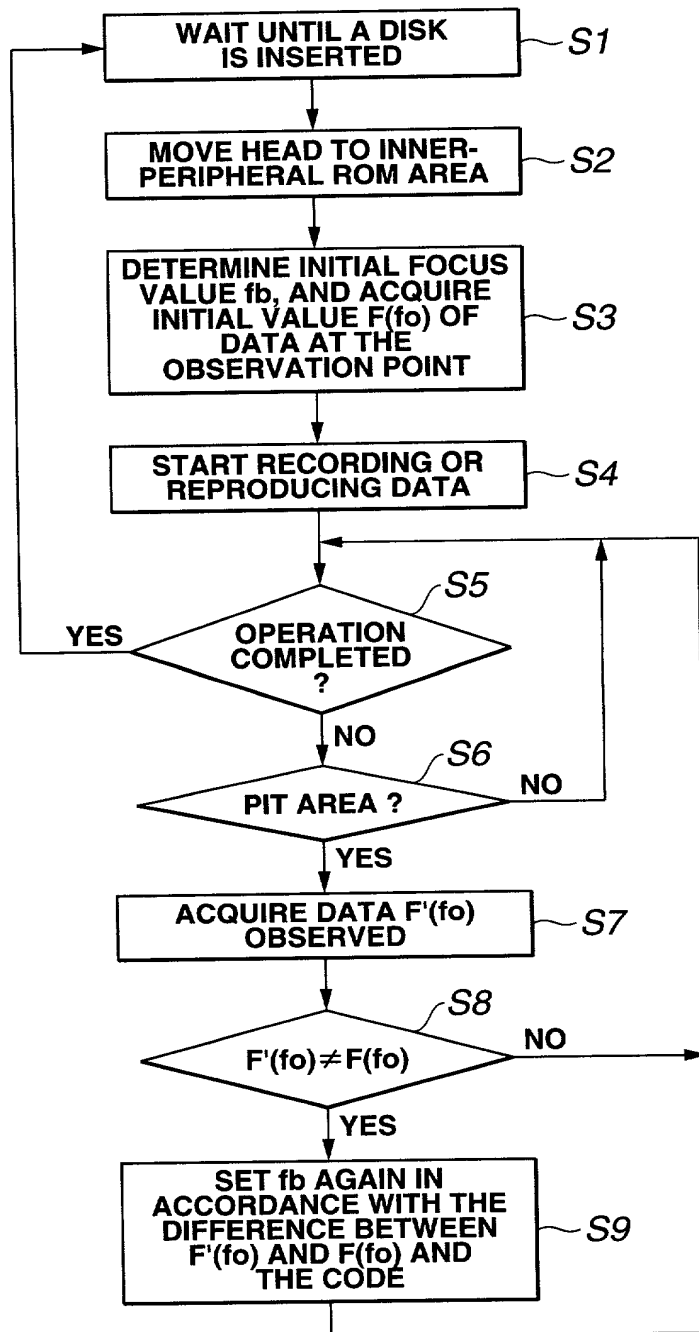 WAIT UNTIL A DISK
IS INSERTED
S1
MOVE HEAD TO INNER-
PERIPHERAL ROM AREA
S2
DETERMINE INITIAL FOCUS
VALUE fb, AND ACQUIRE
INITIAL VALUE F(fo) OF
DATA AT THE
OBSERVATION POINT
S3
START RECORDING OR
REPRODUCING DATA
S4
S5
YES
OPERATION
COMPLETED
?
NO
S6
PIT AREA ?
NO
YES
ACQUIRE DATA F'(fo)
OBSERVED
S7
S8
F'(fo)≠F(fo)
NO
YES
SET fb AGAIN IN
ACCORDANCE WITH THE
DIFFERENCE BETWEEN
F'(fo) AND F(fo) AND
THE CODE
S9